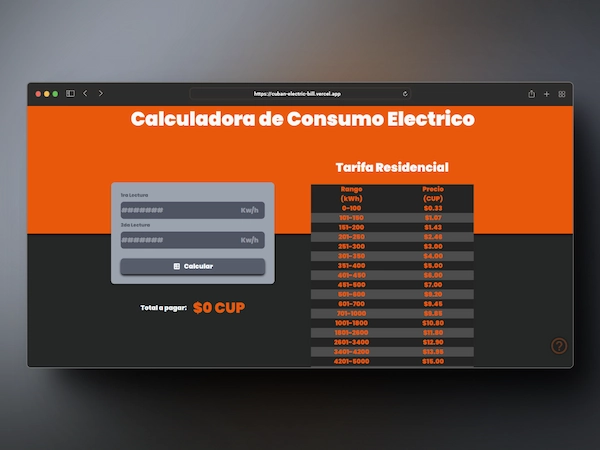 https://cuban-electric-bill.vercel.app
Calculadora de Consumo Electrico
1ra Lectura
####### Kw/h
2da Lectura
####### Kw/h
Calcular
Total a pagar: $0 CUP
Tarifa Residencial
Range (kWh) Precio (CUP)
0-100 $0.33
101-150 $1.07
151-200 $1.43
201-250 $2.46
251-300 $3.00
301-350 $4.00
351-400 $5.00
401-450 $6.00
451-500 $7.00
501-600 $9.20
601-700 $9.45
701-1000 $9.85
1001-1800 $10.80
1801-2600 $11.80
2601-3400 $12.90
3401-4200 $13.95
4201-5000 $15.00
?